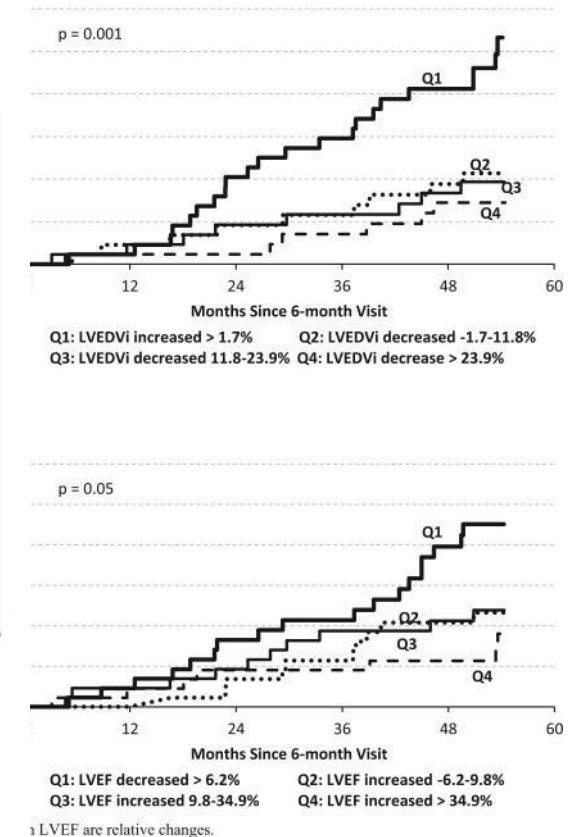 p = 0.001
Q1
Q2
Q3
Q4
12 24 36 48 60
Months Since 6-month Visit
Q1: LVEDVi increased > 1.7% Q2: LVEDVi decreased -1.7-11.8%
Q3: LVEDVi decreased 11.8-23.9% Q4: LVEDVi decrease > 23.9%
p = 0.05
Q1
Q2
Q3
Q4
12 24 36 48 60
Months Since 6-month Visit
Q1: LVEF decreased > 6.2% Q2: LVEF increased -6.2-9.8%
Q3: LVEF increased 9.8-34.9% Q4: LVEF increased > 34.9%
LVEF are relative changes.